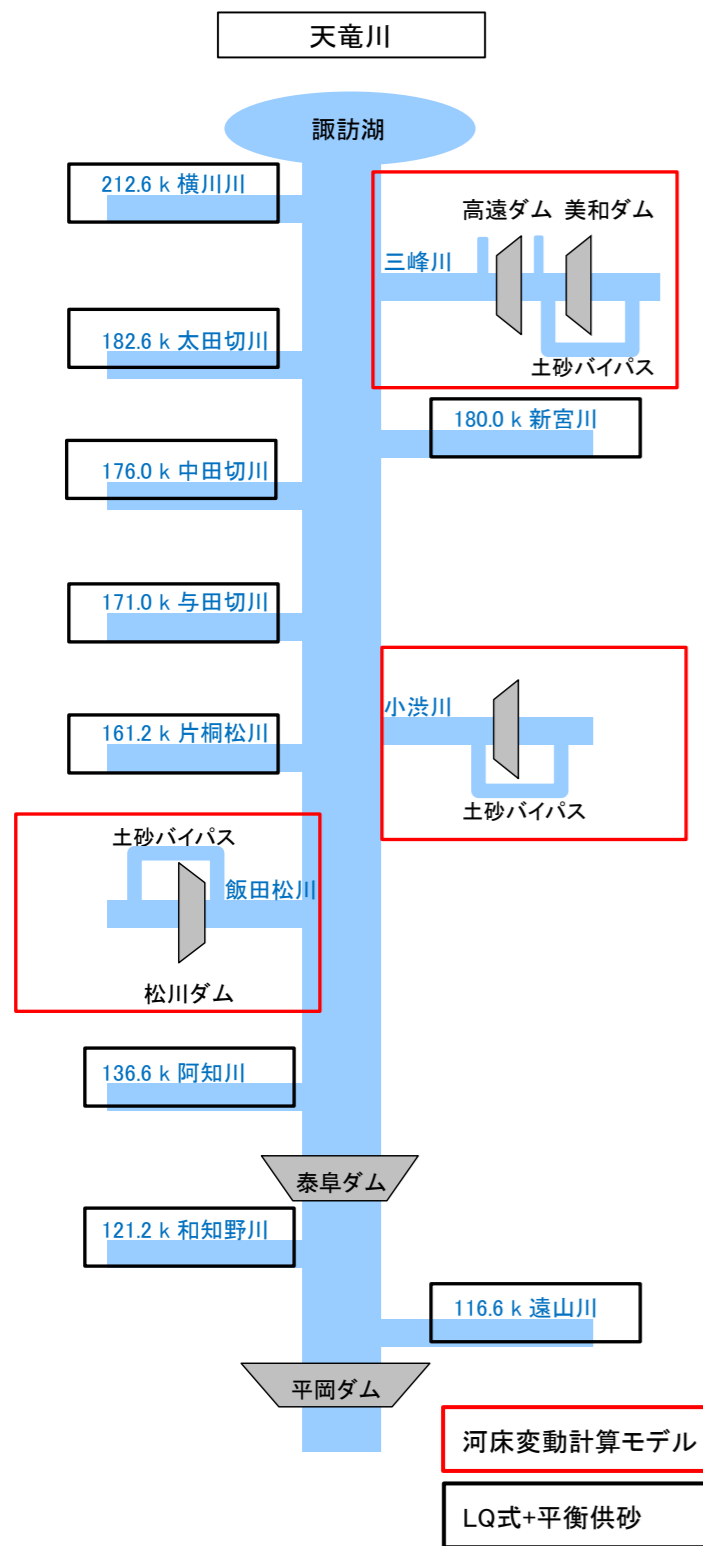 天竜川
諏訪湖
212.6 k 横川川
高遠ダム 美和ダム
三峰川
182.6 k 太田切川
土砂バイパス
180.0 k 新宮川
176.0 k 中田切川
171.0 k 与田切川
小渋川
161.2 k 片桐松川
土砂バイパス
土砂バイパス
飯田松川
松川ダム
136.6 k 阿知川
泰阜ダム
121.2 k 和知野川
116.6 k 遠山川
平岡ダム
河床変動計算モデル
LQ式+平衡供砂